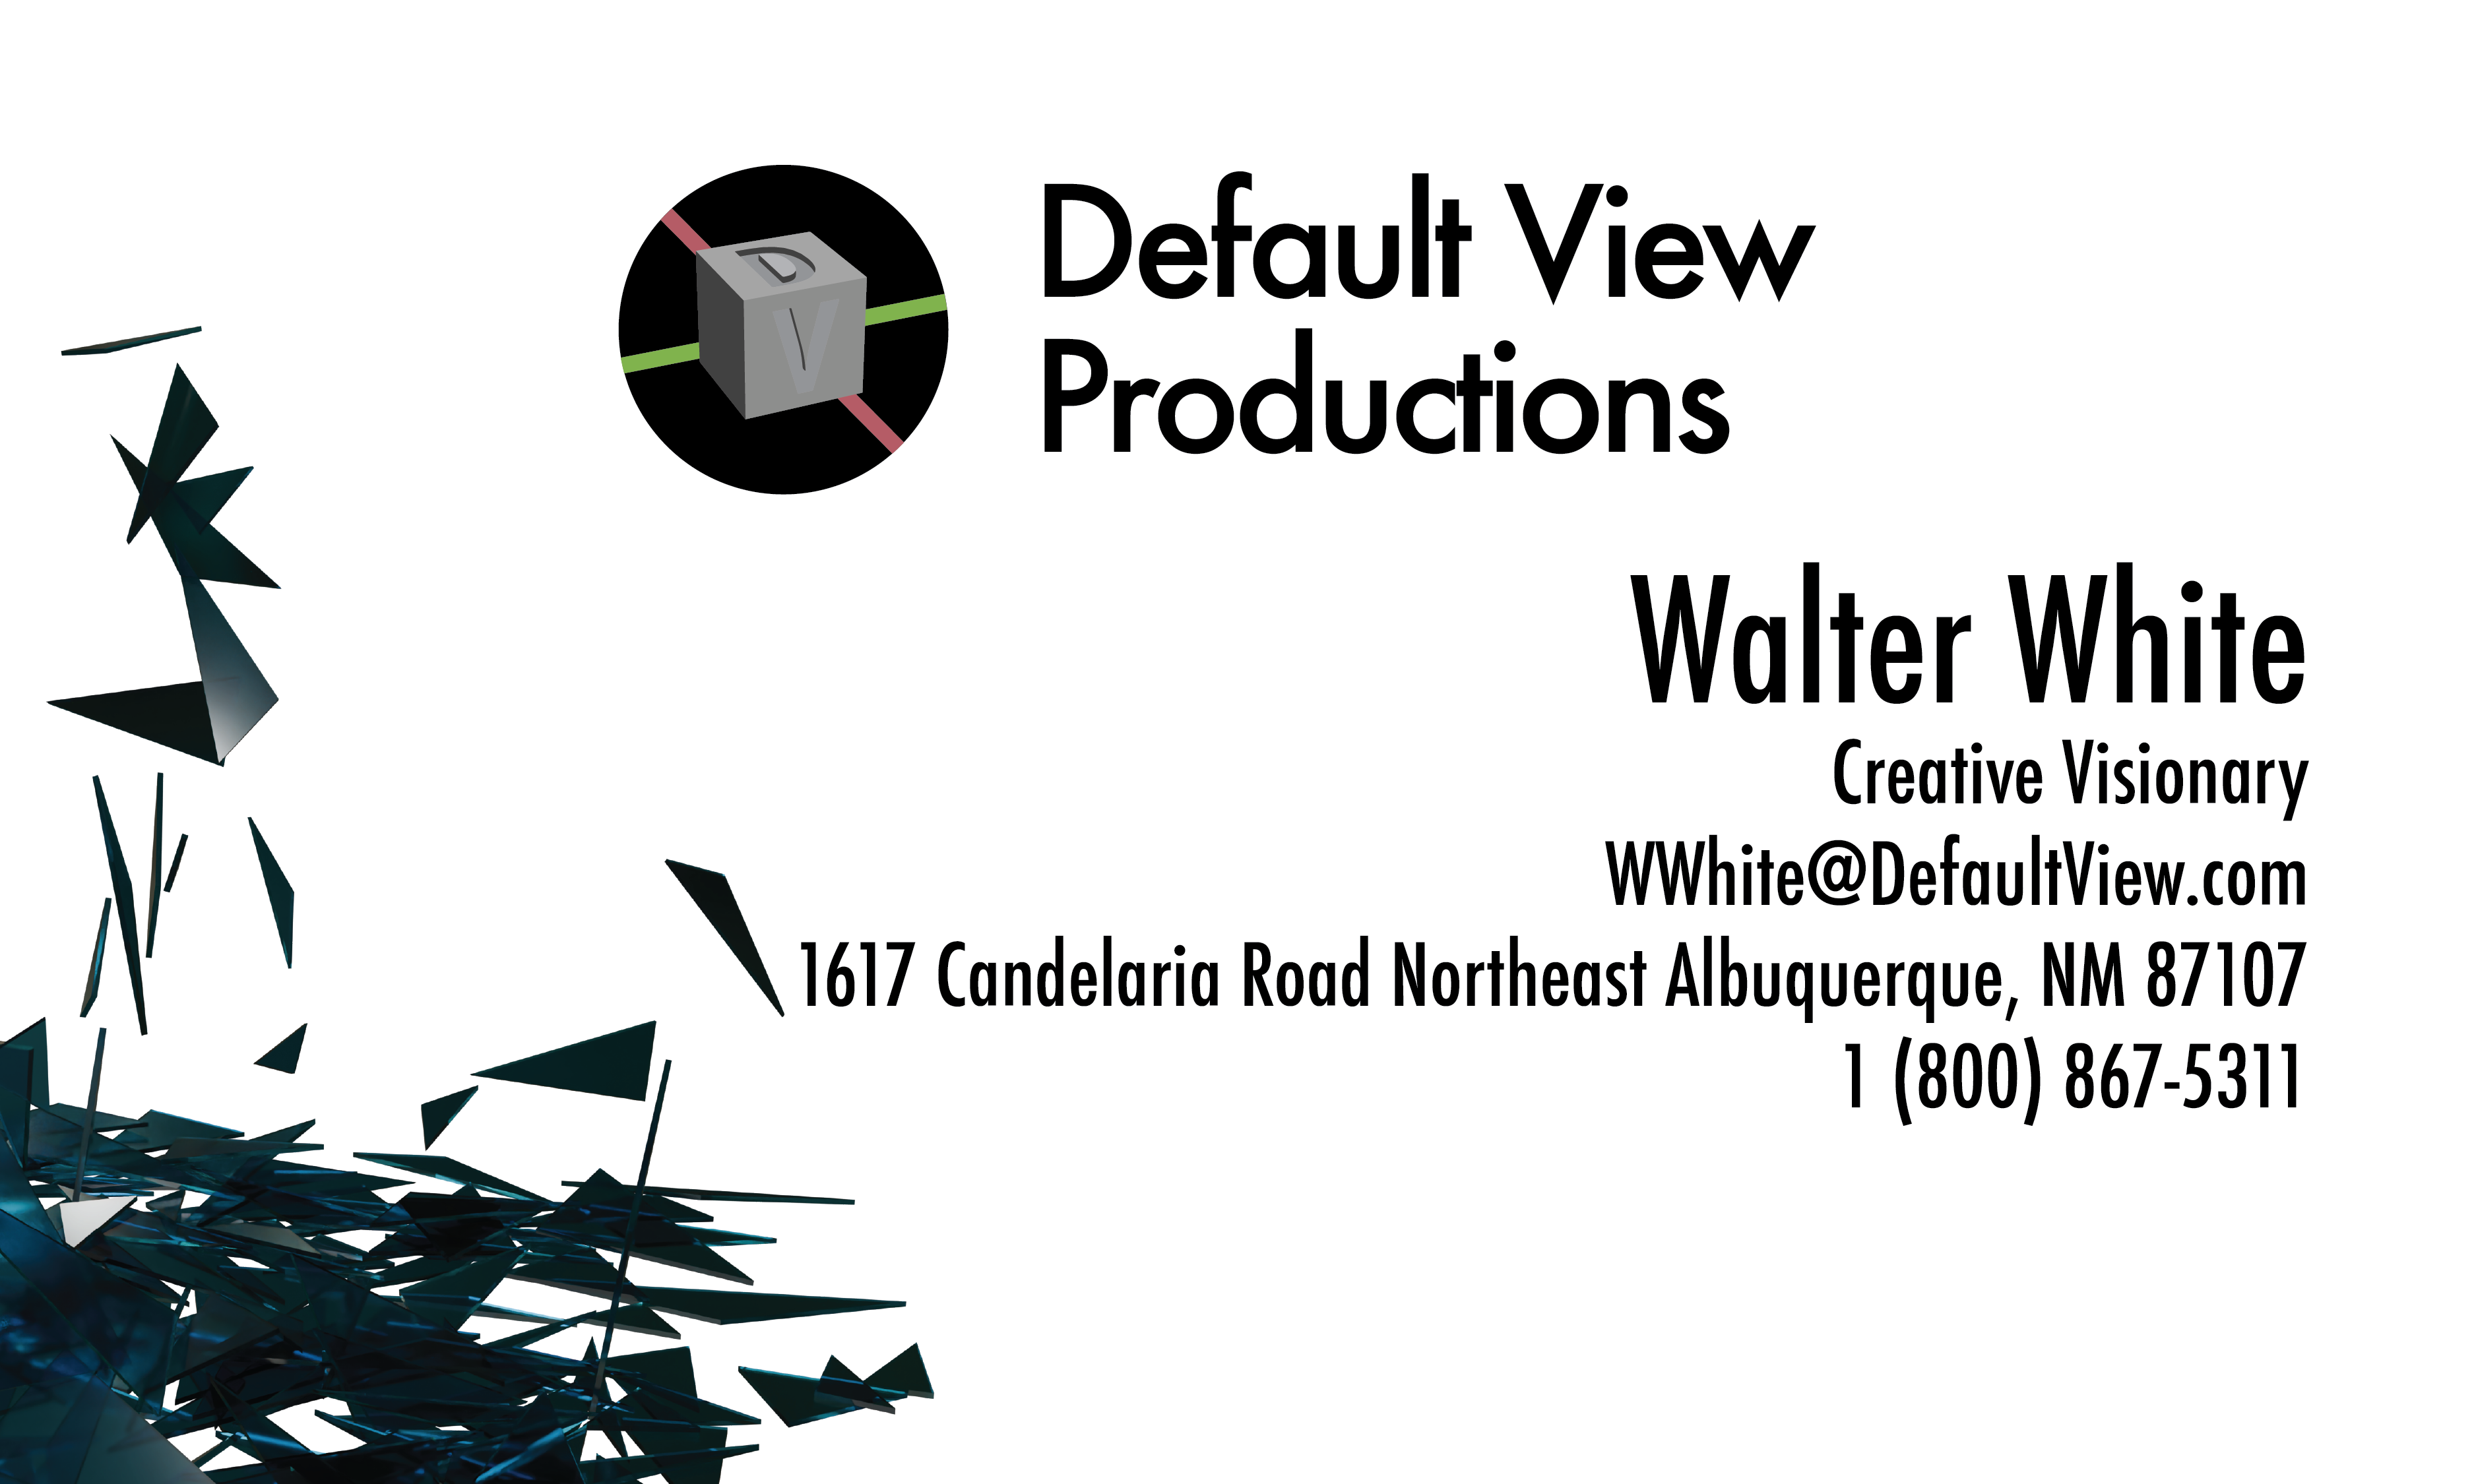 DV
Default View
Productions
Walter White
Creative Visionary
WWhite@DefaultView.com
1617 Candelaria Road Northeast Albuquerque, NM 87107
1 (800) 867-5311